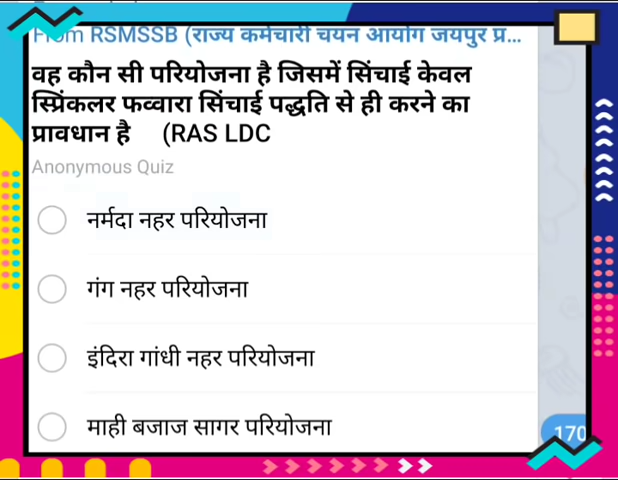 From RSMSSB (राज्य कर्मचारी चयन आयोग जयपुर प्र...
वह कौन सी परियोजना है जिसमें सिंचाई केवल
स्प्रिंकलर फव्वारा सिंचाई पद्धति से ही करने का
प्रावधान है (RAS LDC
Anonymous Quiz
नर्मदा नहर परियोजना
गंग नहर परियोजना
इंदिरा गांधी नहर परियोजना
माही बजाज सागर परियोजना
170